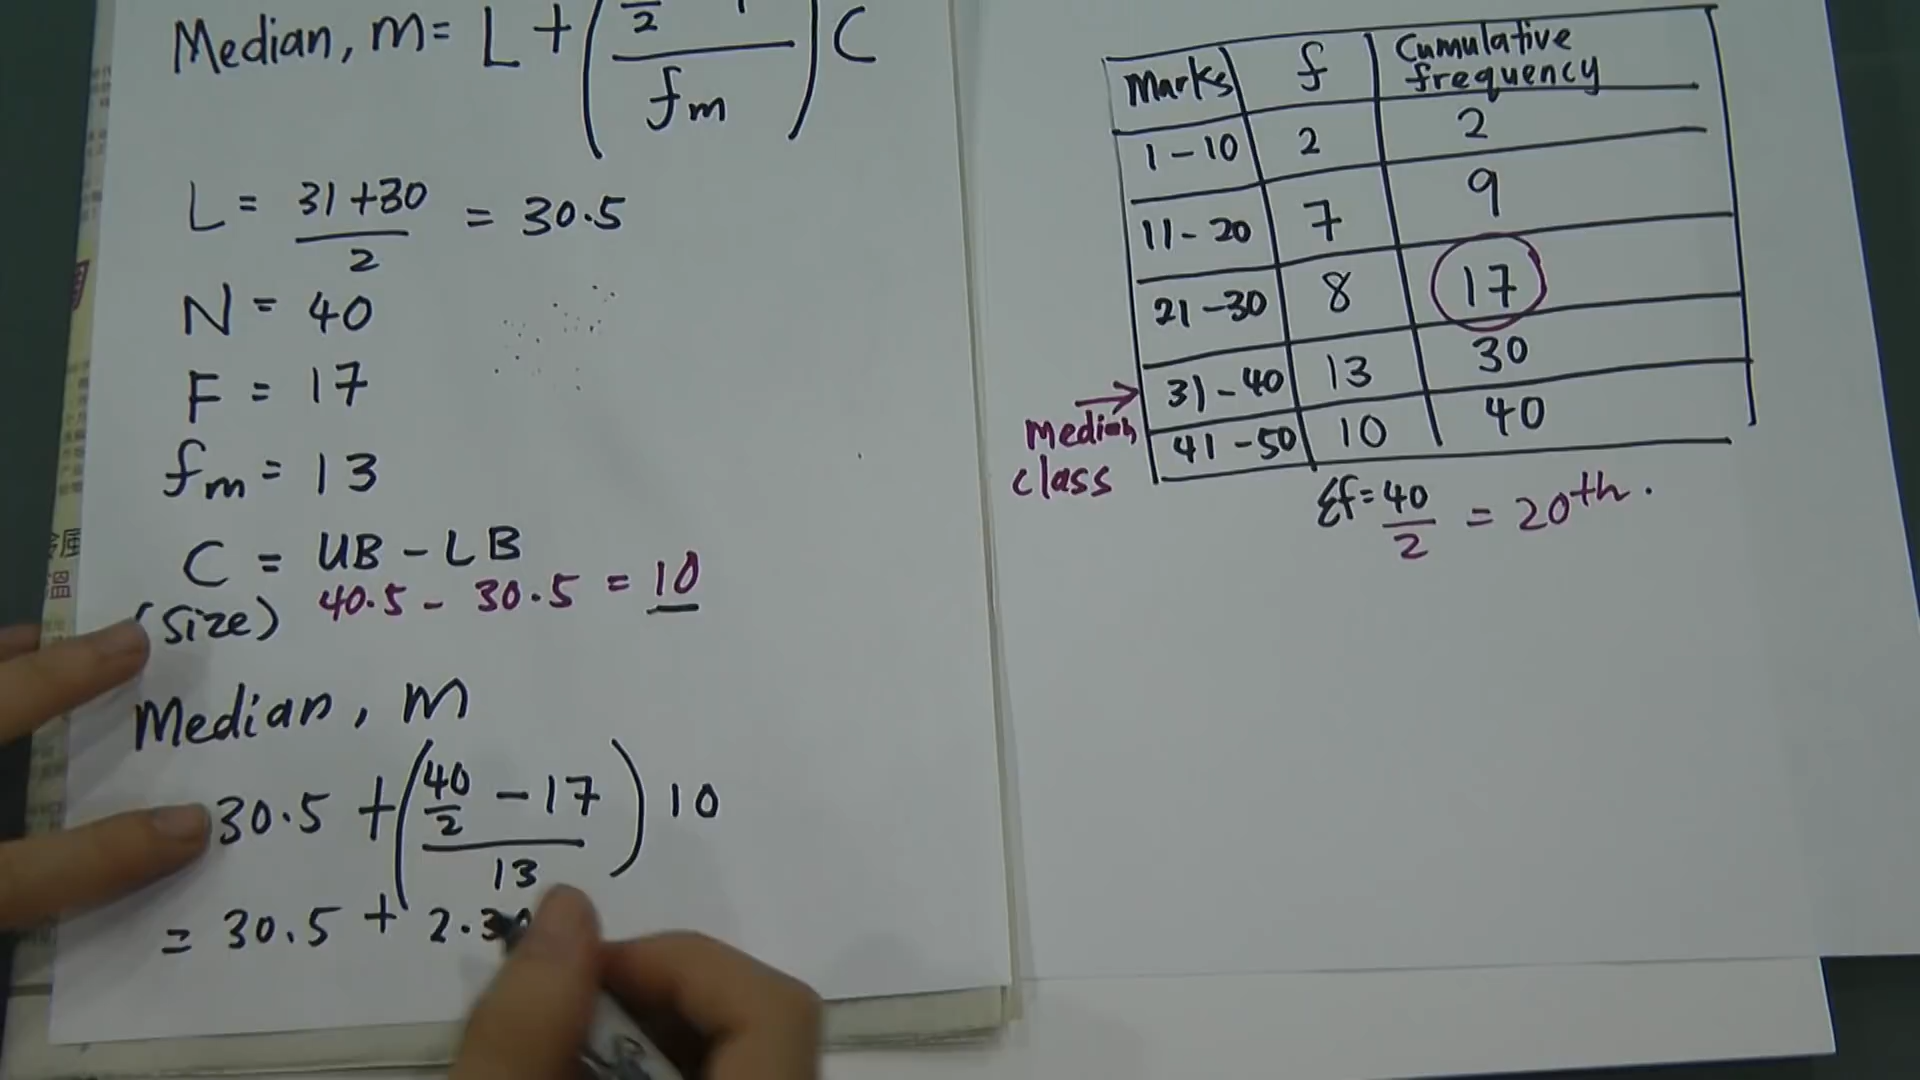 Median, m = L + (2/fm) C
L = 31+30/2 = 30.5
N = 40
F = 17
fm = 13
C = UB - LB
(Size) 40.5 - 30.5 = 10
Median, m
30.5 + (40/2 - 17/13) 10
= 30.5 + 2.30
Marks f Cumulative frequency
1 - 10 2 2
11 - 20 7 9
21 - 30 8 17
31 - 40 13 30
41 - 50 10 40
Median
class
Σf = 40/2 = 20th.